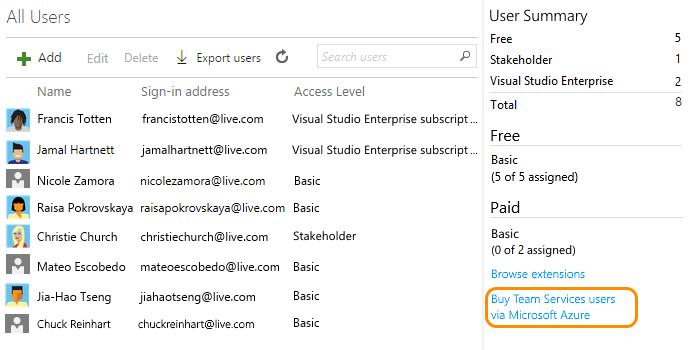 All Users
Add Edit Delete Export users Search users
Name Sign-in address Access Level
Francis Totten francistotten@live.com Visual Studio Enterprise subscript ...
Jamal Hartnett jamalhartnett@live.com Visual Studio Enterprise subscript ...
Nicole Zamora nicolezamora@live.com Basic
Raisa Pokrovskaya raisapokrovskaya@live.com Basic
Christie Church christiechurch@live.com Stakeholder
Mateo Escobedo mateoescobedo@live.com Basic
Jia-Hao Tseng jiahaotseng@live.com Basic
Chuck Reinhart chuckreinhart@live.com Basic
User Summary
Free 5
Stakeholder 1
Visual Studio Enterprise 2
Total 8
Free
Basic
(5 of 5 assigned)
Paid
Basic
(0 of 2 assigned)
Browse extensions
Buy Team Services users
via Microsoft Azure